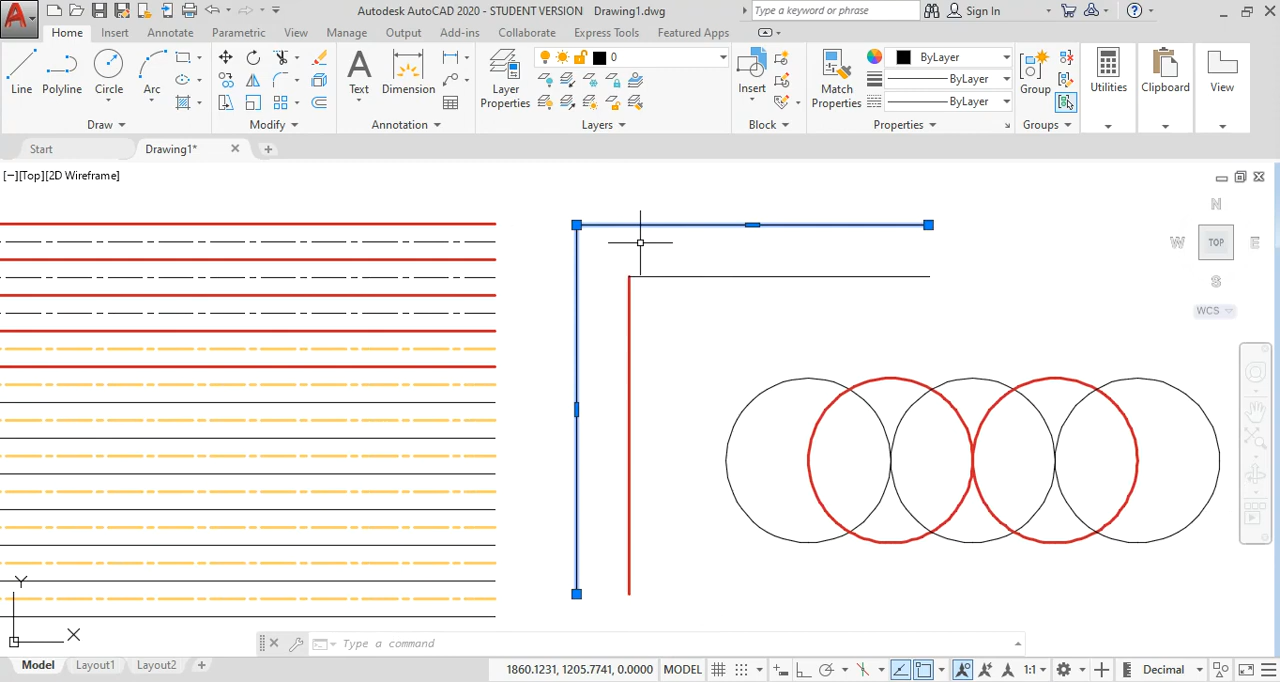 A Autodesk AutoCAD 2020 - STUDENT VERSION Drawing1.dwg Type a keyword or phrase Sign In ?
Home Insert Annotate Parametric View Manage Output Add-ins Collaborate Express Tools Featured Apps
Line Polyline Circle Arc
Draw
Modify
A Text Dimension
Annotation
Layer Properties
0
Layers
Insert
Block
Match Properties
ByLayer
ByLayer
ByLayer
Properties
Group
Groups
Utilities Clipboard View
Start Drawing1* +
[−][Top][2D Wireframe]
N
W TOP E
S
WCS
Y
X
Type a command
Model Layout1 Layout2 +
1860.1231, 1205.7741, 0.0000 MODEL 1:1 Decimal